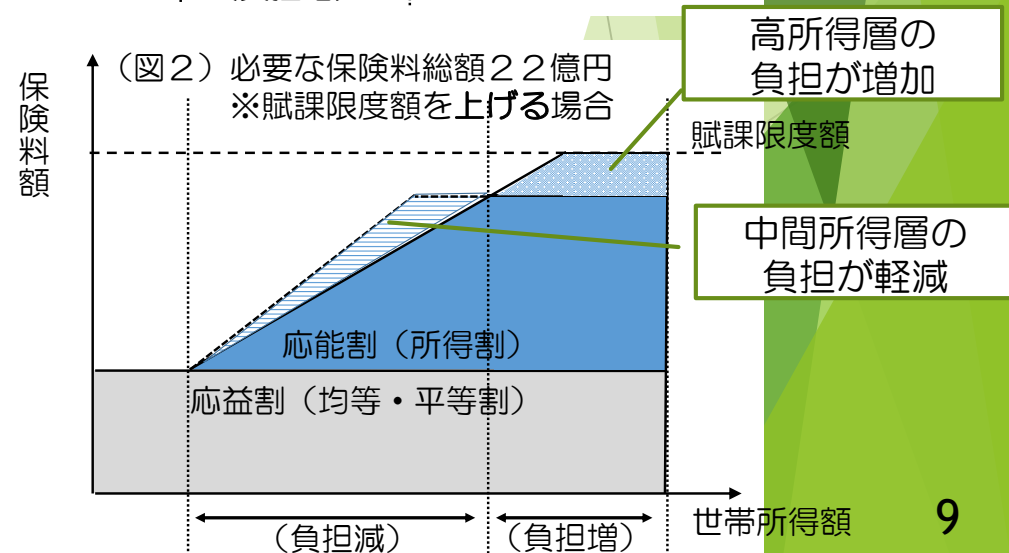 高所得層の
負担が増加
（図２）必要な保険料総額２２億円
※賦課限度額を上げる場合
保険料額
賦課限度額
中間所得層の
負担が軽減
応能割（所得割）
応益割（均等・平等割）
世帯所得額
9
（負担減）
（負担増）